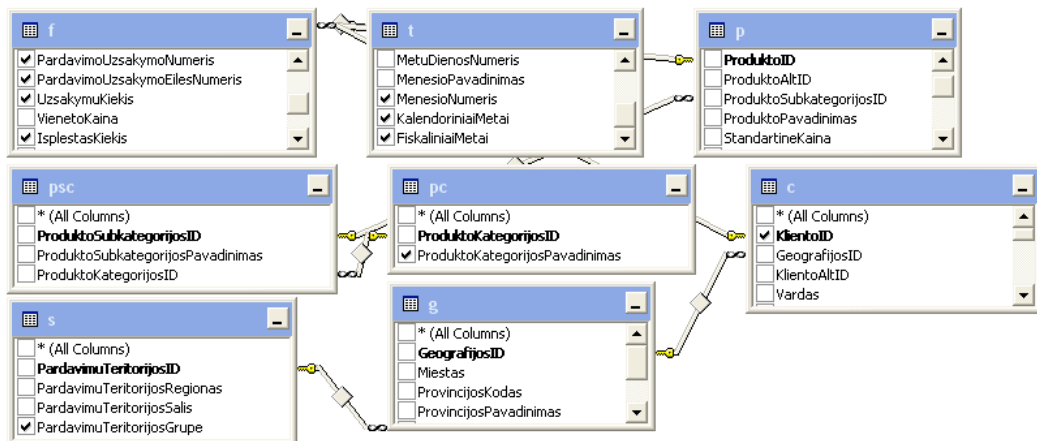 f
PardavimoUzsakymoNumeris
PardavimoUzsakymoEilesNumeris
UzsakymuKiekis
VienetoKaina
IsplestasKiekis
t
MetuDienosNumeris
MenesioPavadinimas
MenesioNumeris
KalendoriniaiMetai
FiskaliniaiMetai
p
ProduktoID
ProduktoAltID
ProduktoSubkategorijosID
ProduktoPavadinimas
StandartineKaina
psc
* (All Columns)
ProduktoSubkategorijosID
ProduktoSubkategorijosPavadinimas
ProduktoKategorijosID
pc
* (All Columns)
ProduktoKategorijosID
ProduktoKategorijosPavadinimas
c
* (All Columns)
KlientoID
GeografijosID
KlientoAltID
Vardas
s
* (All Columns)
PardavimuTeritorijosID
PardavimuTeritorijosRegionas
PardavimuTeritorijosSalis
PardavimuTeritorijosGrupe
g
* (All Columns)
GeografijosID
Miestas
ProvincijosKodas
ProvincijosPavadinimas